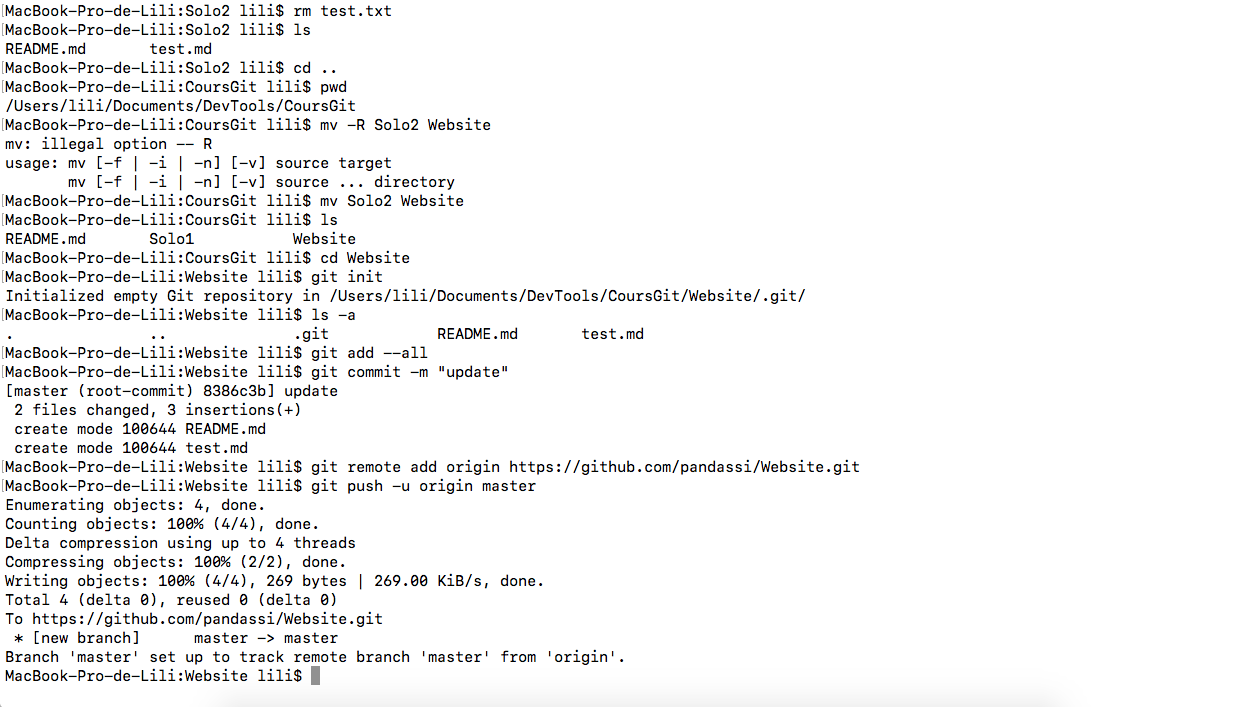 MacBook-Pro-de-Lili:Solo2 lili$ rm test.txt
MacBook-Pro-de-Lili:Solo2 lili$ ls
README.md       test.md
MacBook-Pro-de-Lili:Solo2 lili$ cd ..
MacBook-Pro-de-Lili:CoursGit lili$ pwd
/Users/lili/Documents/DevTools/CoursGit
MacBook-Pro-de-Lili:CoursGit lili$ mv -R Solo2 Website
mv: illegal option -- R
usage: mv [-f | -i | -n] [-v] source target
       mv [-f | -i | -n] [-v] source ... directory
MacBook-Pro-de-Lili:CoursGit lili$ mv Solo2 Website
MacBook-Pro-de-Lili:CoursGit lili$ ls
README.md       Solo1           Website
MacBook-Pro-de-Lili:CoursGit lili$ cd Website
MacBook-Pro-de-Lili:Website lili$ git init
Initialized empty Git repository in /Users/lili/Documents/DevTools/CoursGit/Website/.git/
MacBook-Pro-de-Lili:Website lili$ ls -a
.               ..              .git            README.md       test.md
MacBook-Pro-de-Lili:Website lili$ git add --all
MacBook-Pro-de-Lili:Website lili$ git commit -m "update"
[master (root-commit) 8386c3b] update
 2 files changed, 3 insertions(+)
 create mode 100644 README.md
 create mode 100644 test.md
MacBook-Pro-de-Lili:Website lili$ git remote add origin https://github.com/pandassi/Website.git
MacBook-Pro-de-Lili:Website lili$ git push -u origin master
Enumerating objects: 4, done.
Counting objects: 100% (4/4), done.
Delta compression using up to 4 threads
Compressing objects: 100% (2/2), done.
Writing objects: 100% (4/4), 269 bytes | 269.00 KiB/s, done.
Total 4 (delta 0), reused 0 (delta 0)
To https://github.com/pandassi/Website.git
 * [new branch]      master -> master
Branch 'master' set up to track remote branch 'master' from 'origin'.
MacBook-Pro-de-Lili:Website lili$